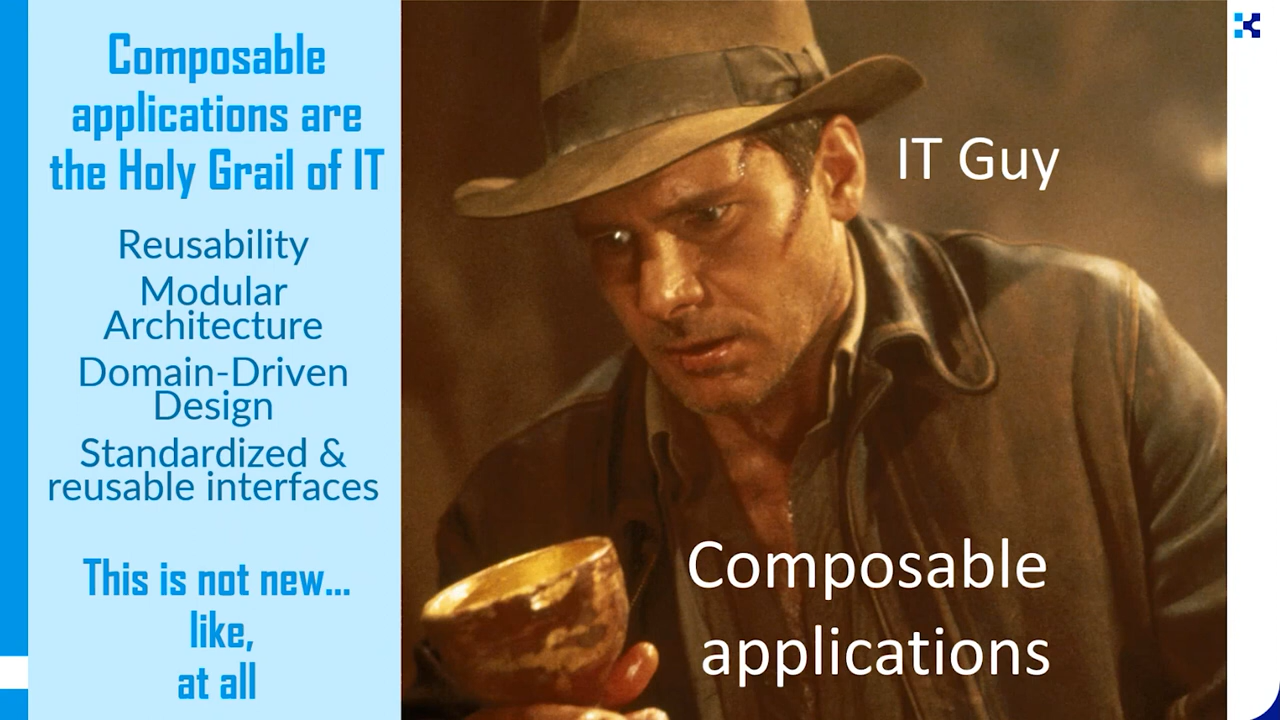 Composable
applications are
the Holy Grail of IT
Reusability
Modular
Architecture
Domain-Driven
Design
Standardized &
reusable interfaces
This is not new...
like,
at all
IT Guy
Composable
applications